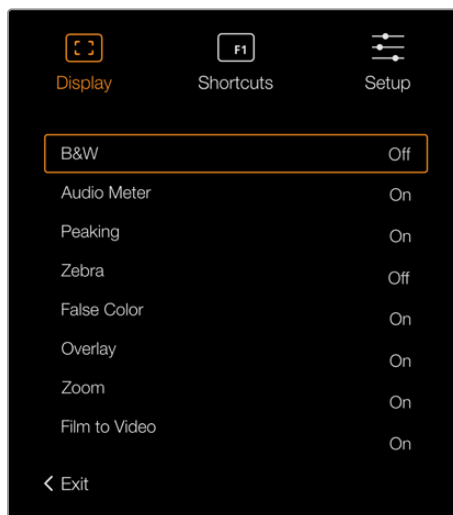 F1
Display Shortcuts Setup
B&W Off
Audio Meter On
Peaking On
Zebra Off
False Color On
Overlay On
Zoom On
Film to Video On
Exit